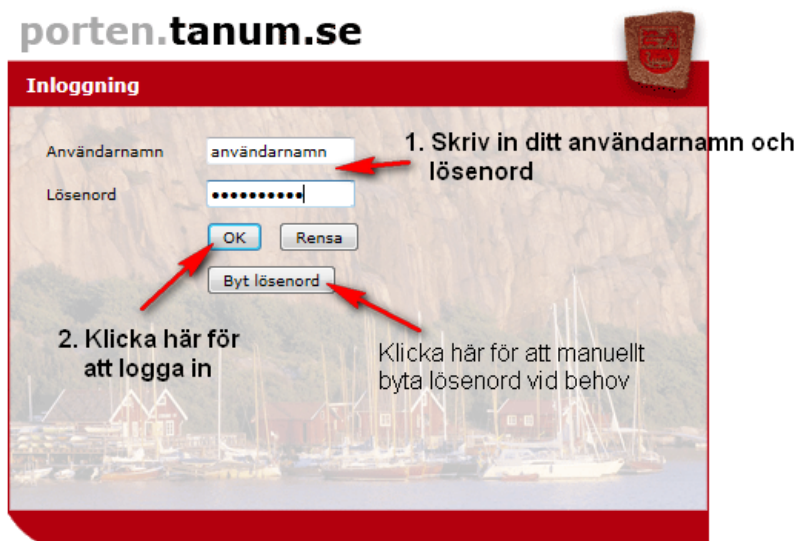 porten.tanum.se
Inloggning
Användarnamn
användarnamn
1. Skriv in ditt användarnamn och
lösenord
Lösenord
••••••••••
OK
Rensa
Byt lösenord
2. Klicka här för
att logga in
Klicka här för att manuellt
byta lösenord vid behov